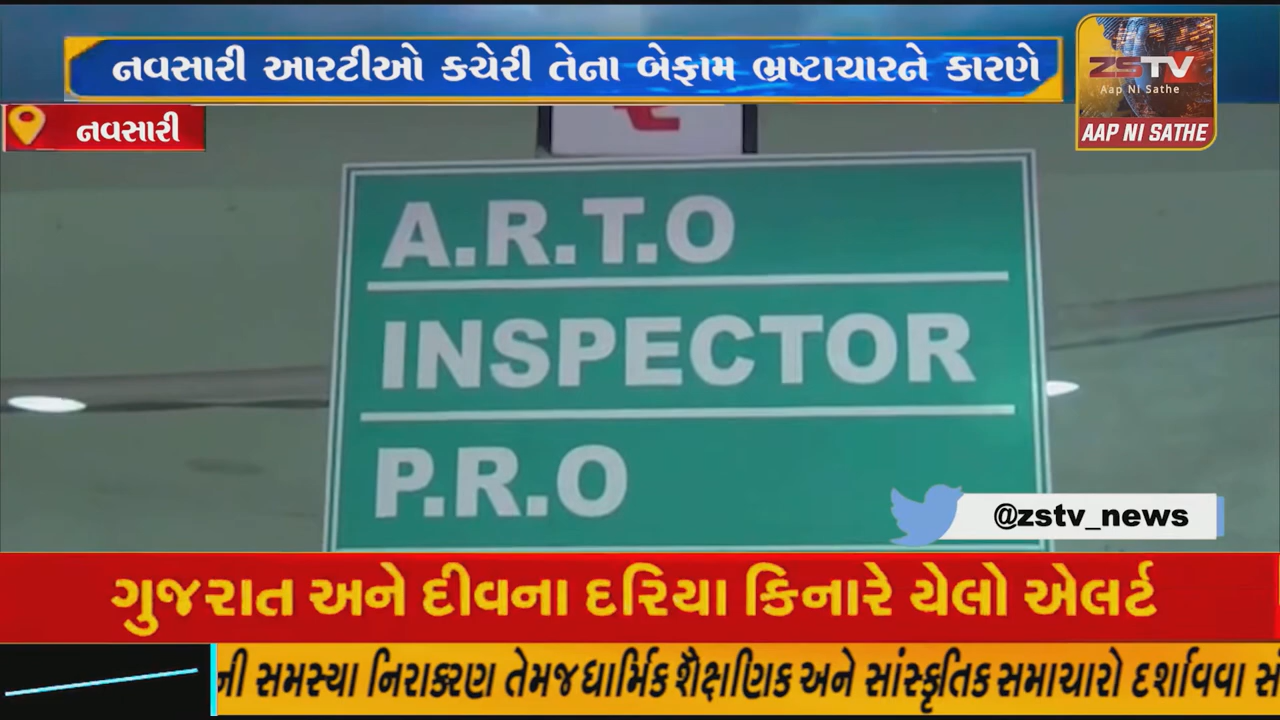 નવસારી આરટીઓ કચેરી તેના બેફામ ભ્રષ્ટાચારને કારણે
ZSTV
Aap Ni Sathe
AAP NI SATHE
નવસારી
A.R.T.O
INSPECTOR
P.R.O
@zstv_news
ગુજરાત અને દીવના દરિયા કિનારે યેલો એલર્ટ
ની સમસ્યા નિરાકરણ તેમજ ધાર્મિક શૈક્ષણિક અને સાંસ્કૃતિક સમાચારો દર્શાવવા